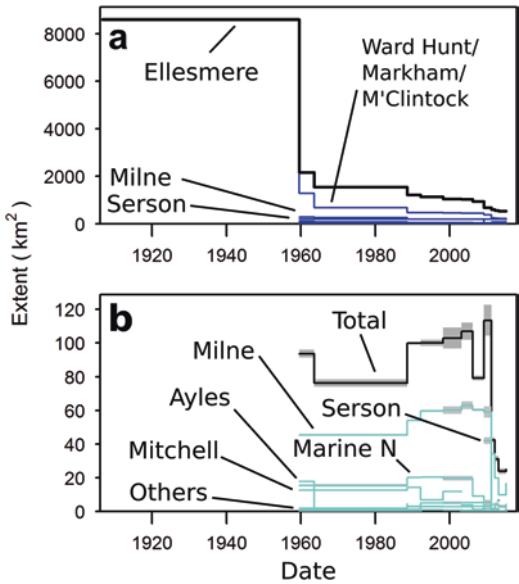 a
8000
6000
4000
2000
0
Ellesmere
Ward Hunt/
Markham/
M'Clintock
Milne
Serson
1920
1940
1960
1980
2000
Extent (km²)
b
120
100
80
60
40
20
0
Total
Milne
Ayles
Serson
Mitchell
Marine N
Others
1920
1940
1960
1980
2000
Date